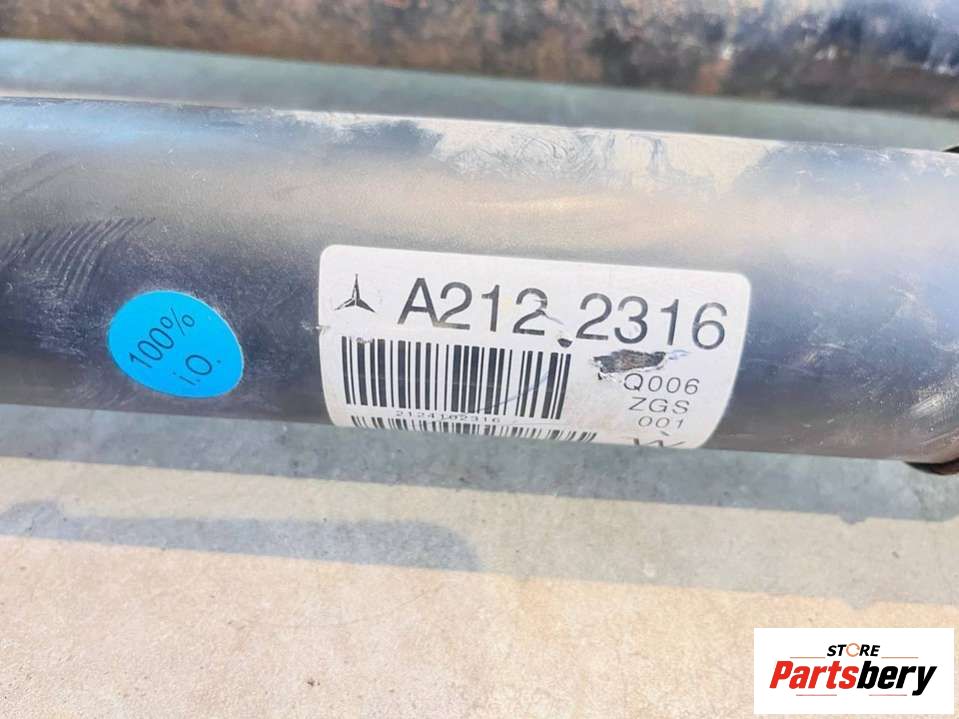 A212 2316
2124102316
Q006
ZGS
001
100%
i.O.
STORE
Partsbery